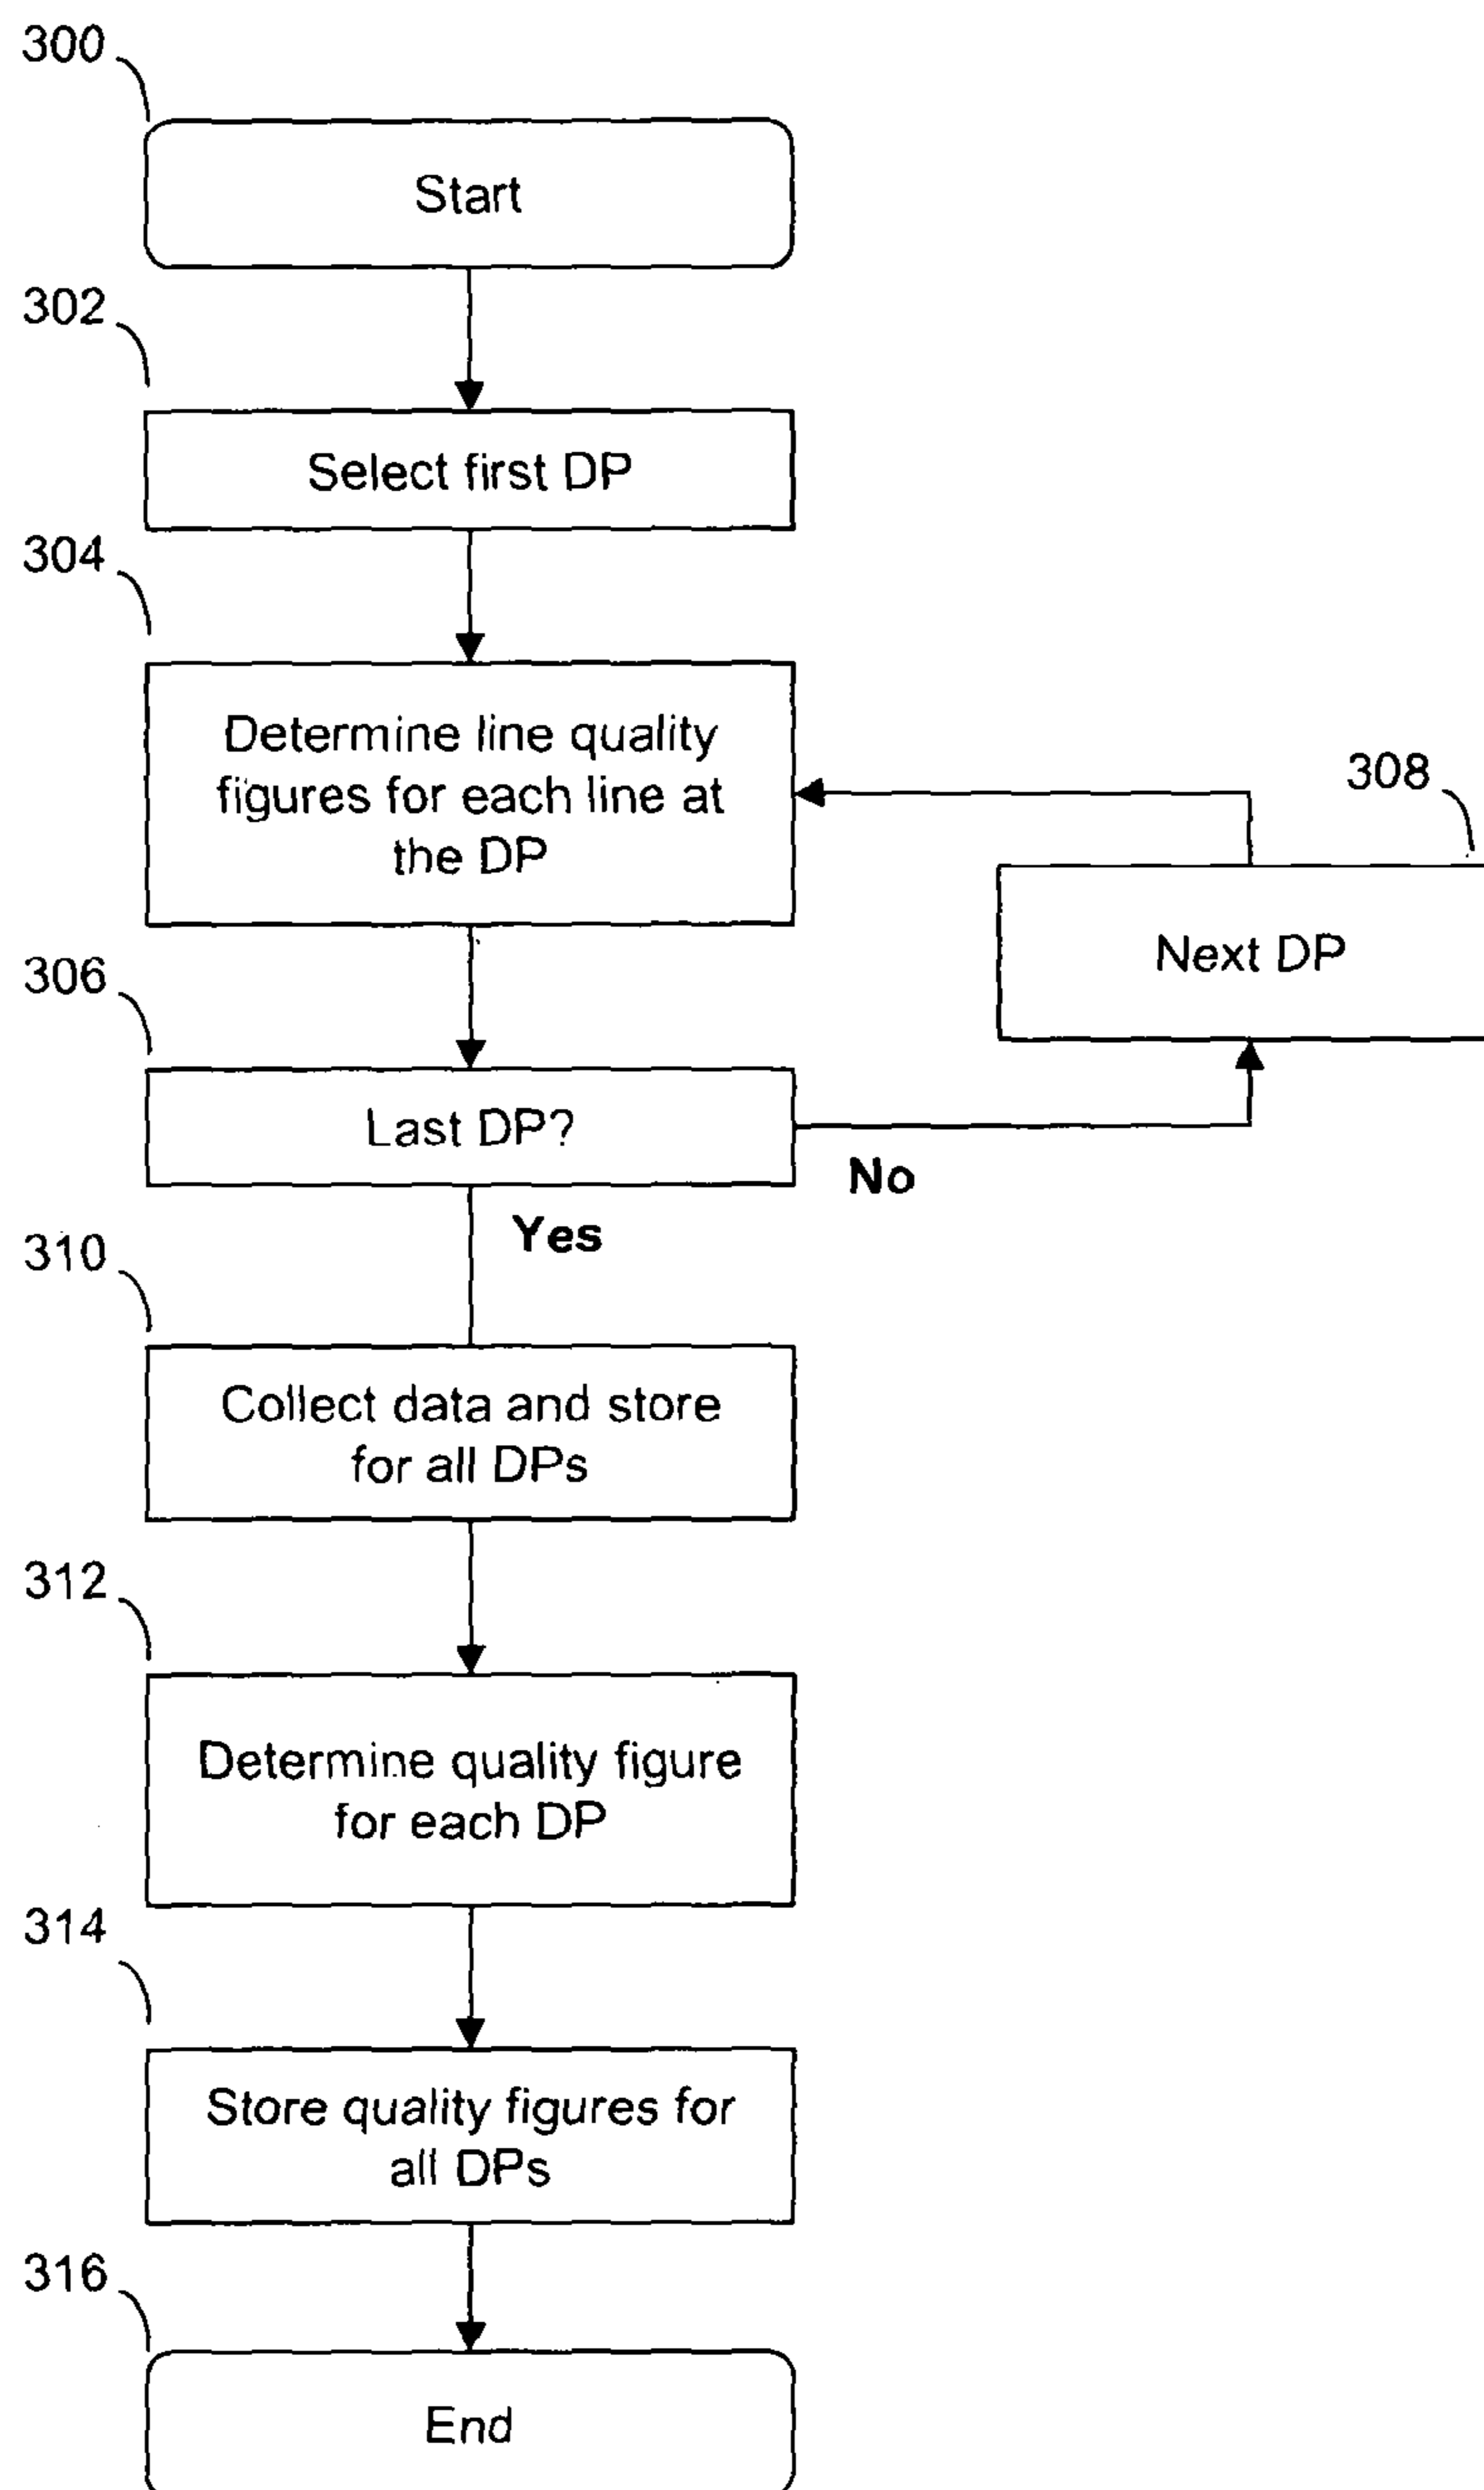 300
Start
302
Select first DP
304
Determine line quality
figures for each line at
the DP
308
Next DP
306
Last DP?
No
Yes
310
Collect data and store
for all DPs
312
Determine quality figure
for each DP
314
Store quality figures for
all DPs
316
End